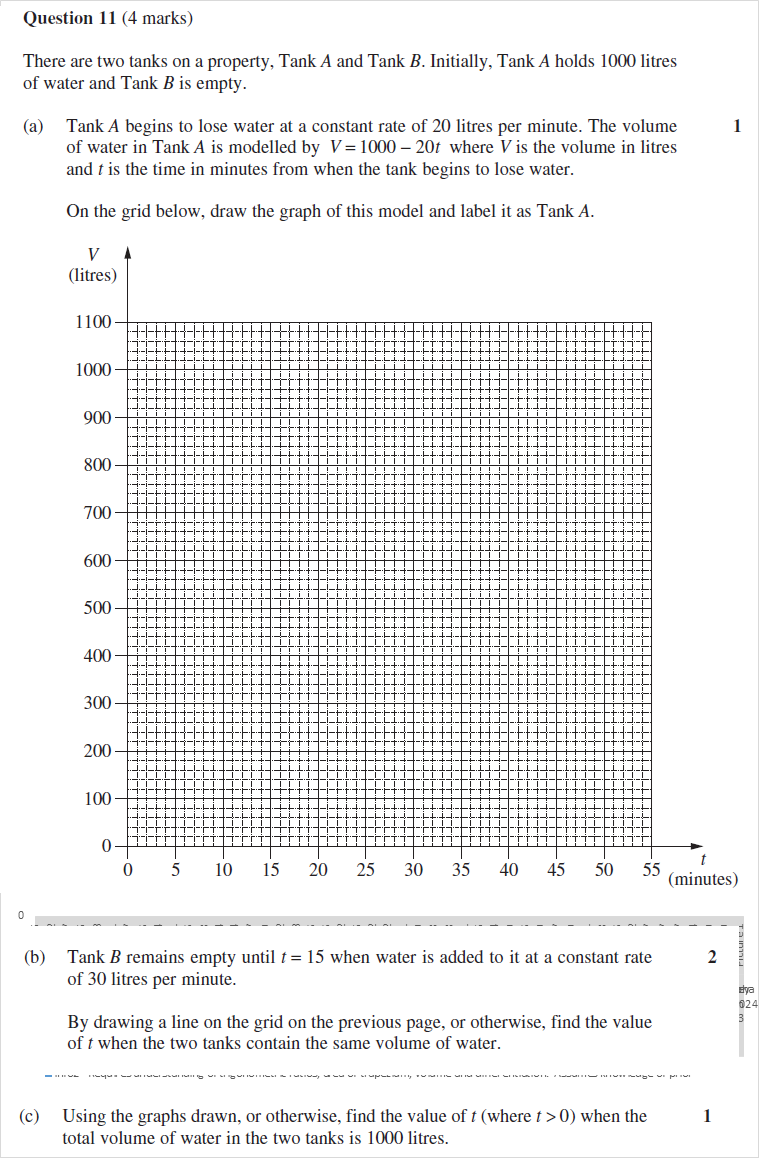 Question 11 (4 marks)
There are two tanks on a property, Tank A and Tank B. Initially, Tank A holds 1000 litres
of water and Tank B is empty.
(a) Tank A begins to lose water at a constant rate of 20 litres per minute. The volume 1
of water in Tank A is modelled by V = 1000 – 20t where V is the volume in litres
and t is the time in minutes from when the tank begins to lose water.
On the grid below, draw the graph of this model and label it as Tank A.
V
(litres)
1100
1000
900
800
700
600
500
400
300
200
100
0
0 5 10 15 20 25 30 35 40 45 50 55 t
(minutes)
0
(b) Tank B remains empty until t = 15 when water is added to it at a constant rate 2
of 30 litres per minute.
By drawing a line on the grid on the previous page, or otherwise, find the value
of t when the two tanks contain the same volume of water.
(c) Using the graphs drawn, or otherwise, find the value of t (where t > 0) when the 1
total volume of water in the two tanks is 1000 litres.